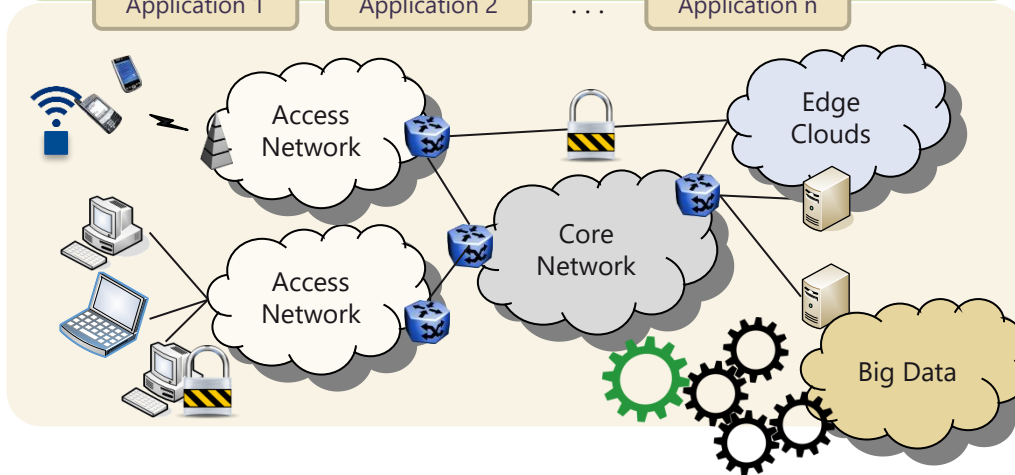 Application 1
Application 2
. . .
Application n
Access
Network
Edge
Clouds
Core
Network
Access
Network
Big Data